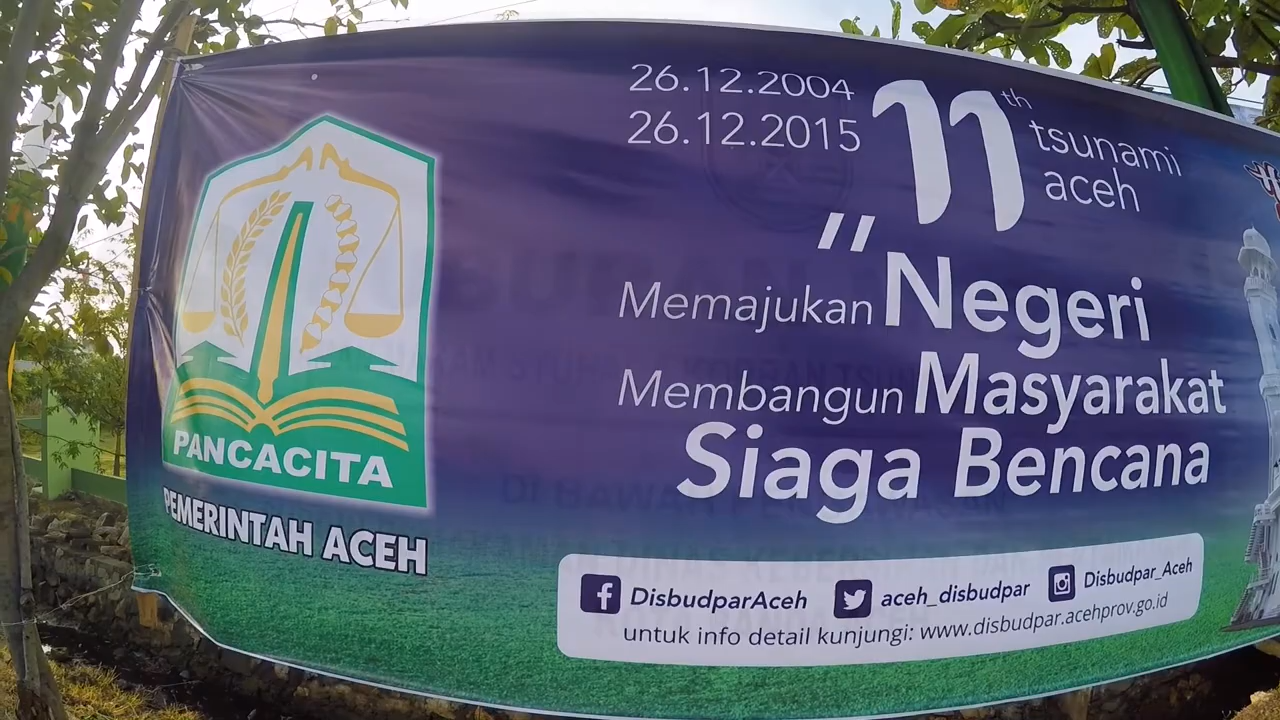 26.12.2004
26.12.2015
11th
tsunami
aceh
"
Memajukan Negeri
Membangun Masyarakat
Siaga Bencana
PANCACITA
PEMERINTAH ACEH
DisbudparAceh aceh_disbudpar Disbudpar_Aceh
untuk info detail kunjungi: www.disbudpar.acehprov.go.id